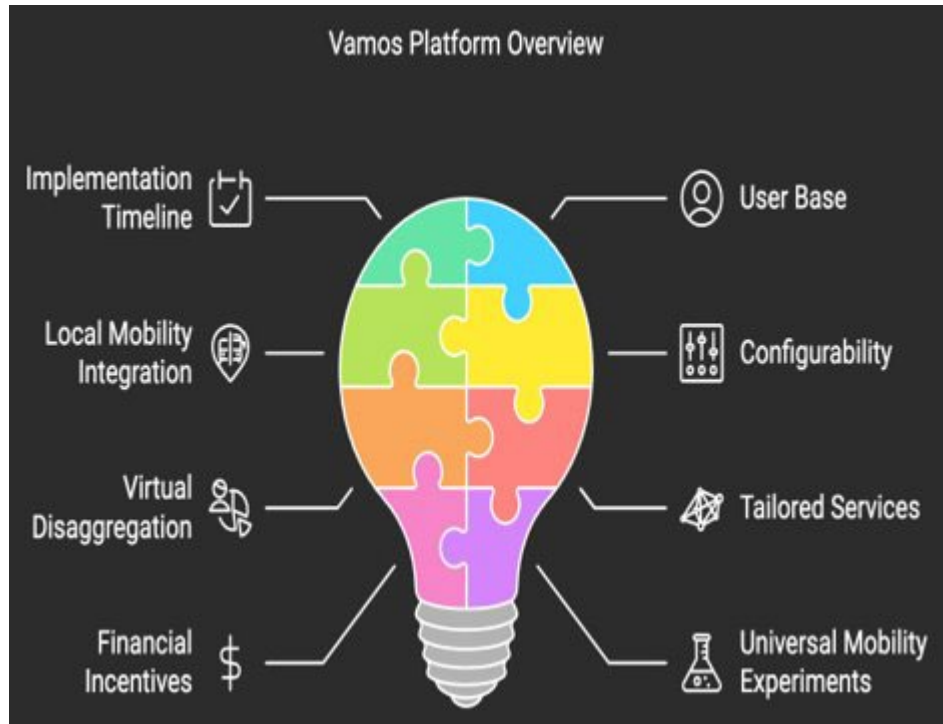 Vamos Platform Overview
Implementation
Timeline
User Base
Local Mobility
Integration
Configurability
Virtual
Disaggregation
Tailored Services
Financial
Incentives
$
Universal Mobility
Experiments